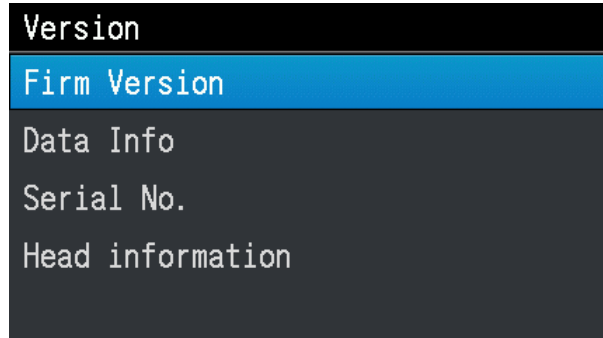 Version
Firm Version
Data Info
Serial No.
Head information